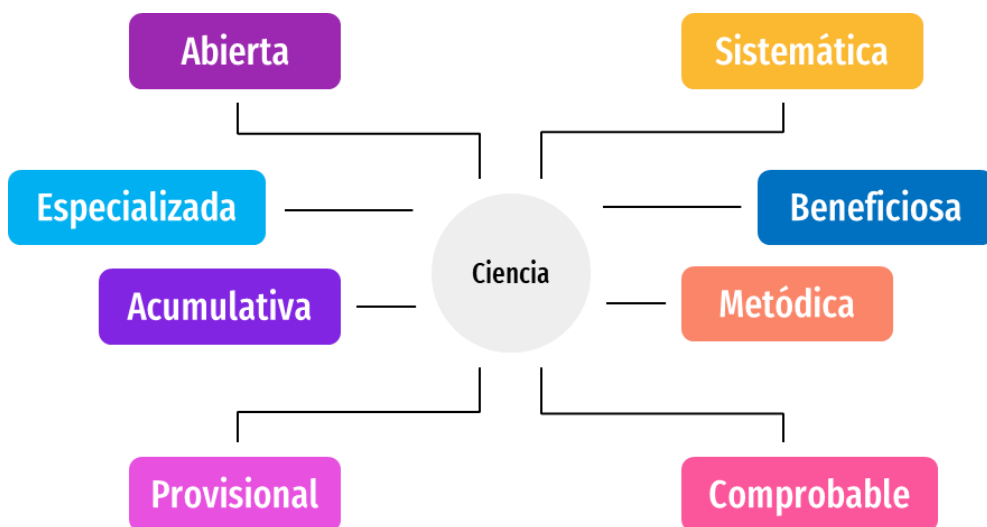 Abierta
Sistemática
Especializada
Beneficiosa
Ciencia
Acumulativa
Metódica
Provisional
Comprobable